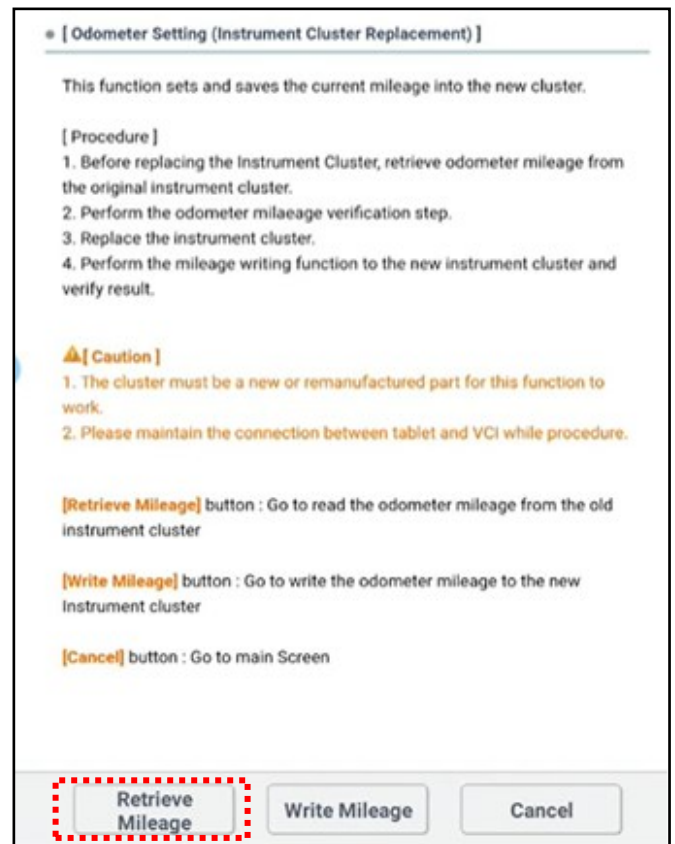 [ Odometer Setting (Instrument Cluster Replacement) ]
This function sets and saves the current mileage into the new cluster.
[ Procedure ]
1. Before replacing the Instrument Cluster, retrieve odometer mileage from
the original instrument cluster.
2. Perform the odometer milaeage verification step.
3. Replace the instrument cluster.
4. Perform the mileage writing function to the new instrument cluster and
verify result.
[ Caution ]
1. The cluster must be a new or remanufactured part for this function to
work.
2. Please maintain the connection between tablet and VCI while procedure.
[Retrieve Mileage] button : Go to read the odometer mileage from the old
instrument cluster
[Write Mileage] button : Go to write the odometer mileage to the new
Instrument cluster
[Cancel] button : Go to main Screen
Retrieve
Mileage
Write Mileage
Cancel